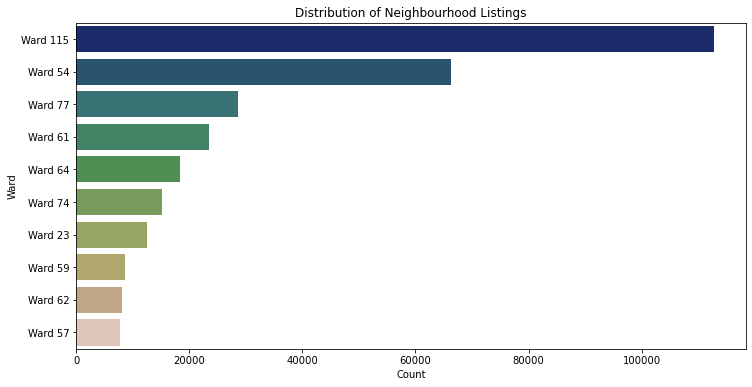 Distribution of Neighbourhood Listings
Ward
Ward 115
Ward 54
Ward 77
Ward 61
Ward 64
Ward 74
Ward 23
Ward 59
Ward 62
Ward 57
0 20000 40000 60000 80000 100000
Count